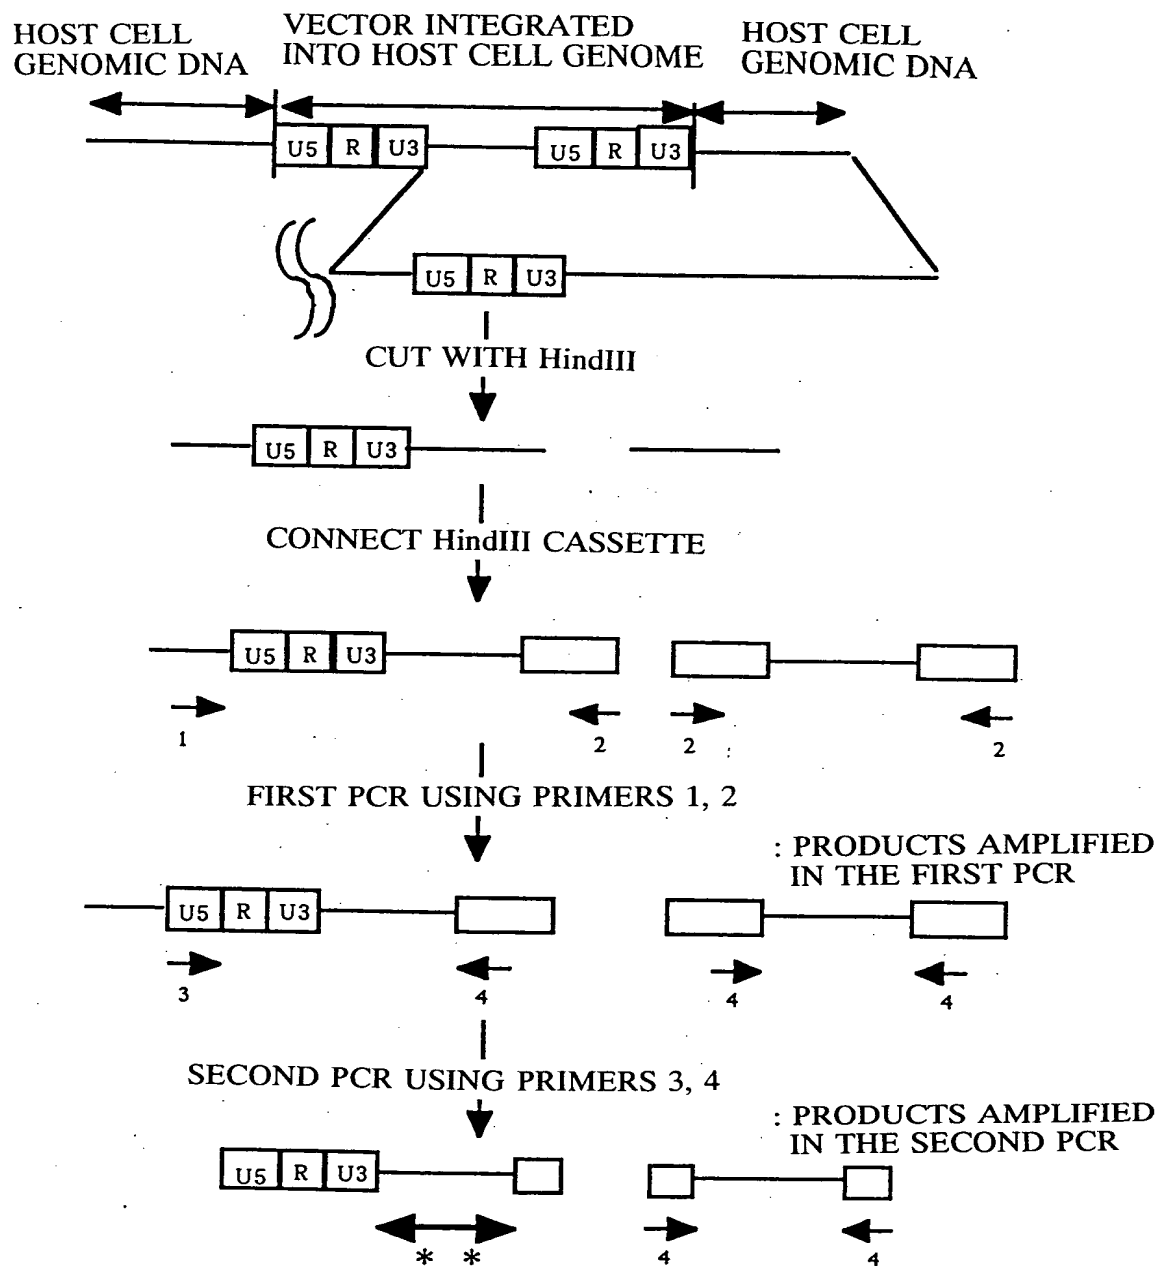 HOST CELL
GENOMIC DNA
VECTOR INTEGRATED
INTO HOST CELL GENOME
HOST CELL
GENOMIC DNA
U5 R U3 U5 R U3
U5 R U3
CUT WITH HindIII
U5 R U3
CONNECT HindIII CASSETTE
U5 R U3
1 2 2 2
FIRST PCR USING PRIMERS 1, 2
: PRODUCTS AMPLIFIED
IN THE FIRST PCR
U5 R U3
3 4 4 4
SECOND PCR USING PRIMERS 3, 4
: PRODUCTS AMPLIFIED
IN THE SECOND PCR
U5 R U3
* * 4 4